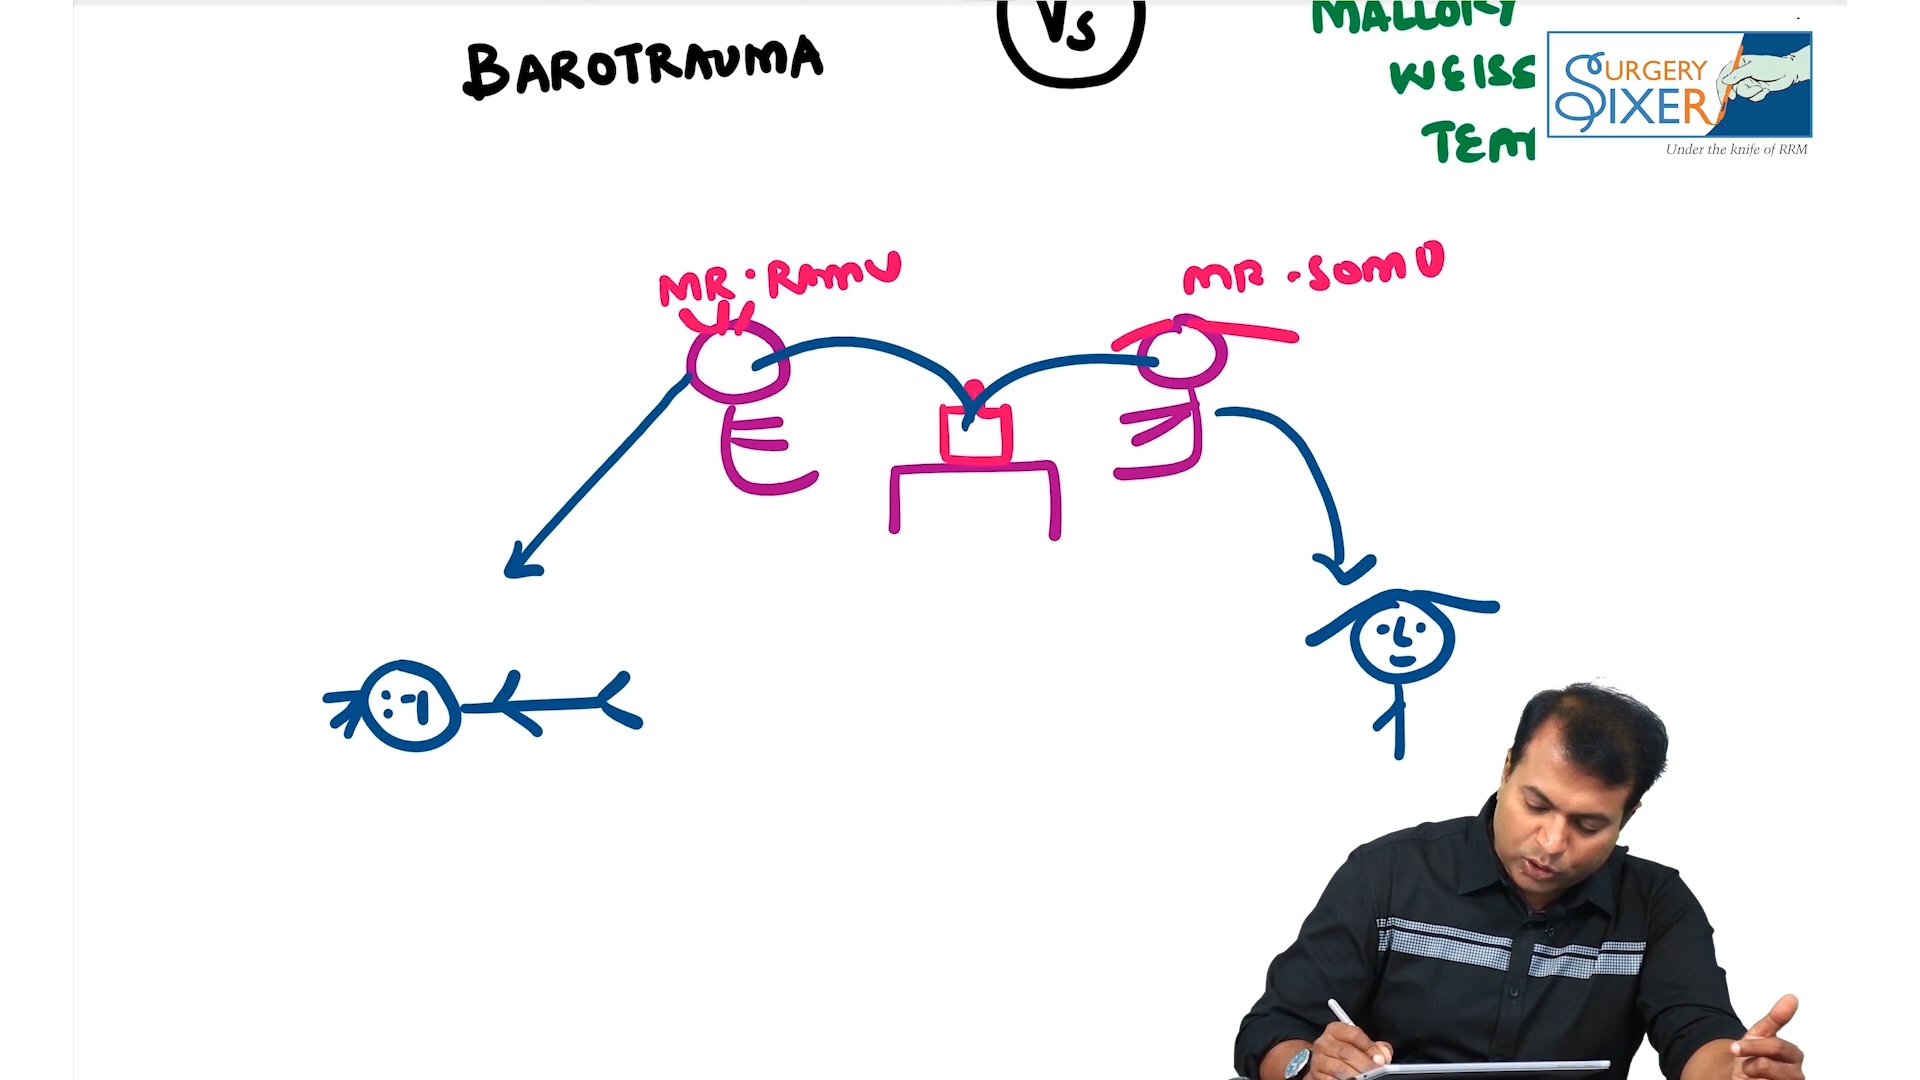 BAROTRAUMA
VS
MALLORY
WEISS
TEAR
SURGERY
SIXER
Under the knife of RRM
MR. RAMU
MR. SOMU